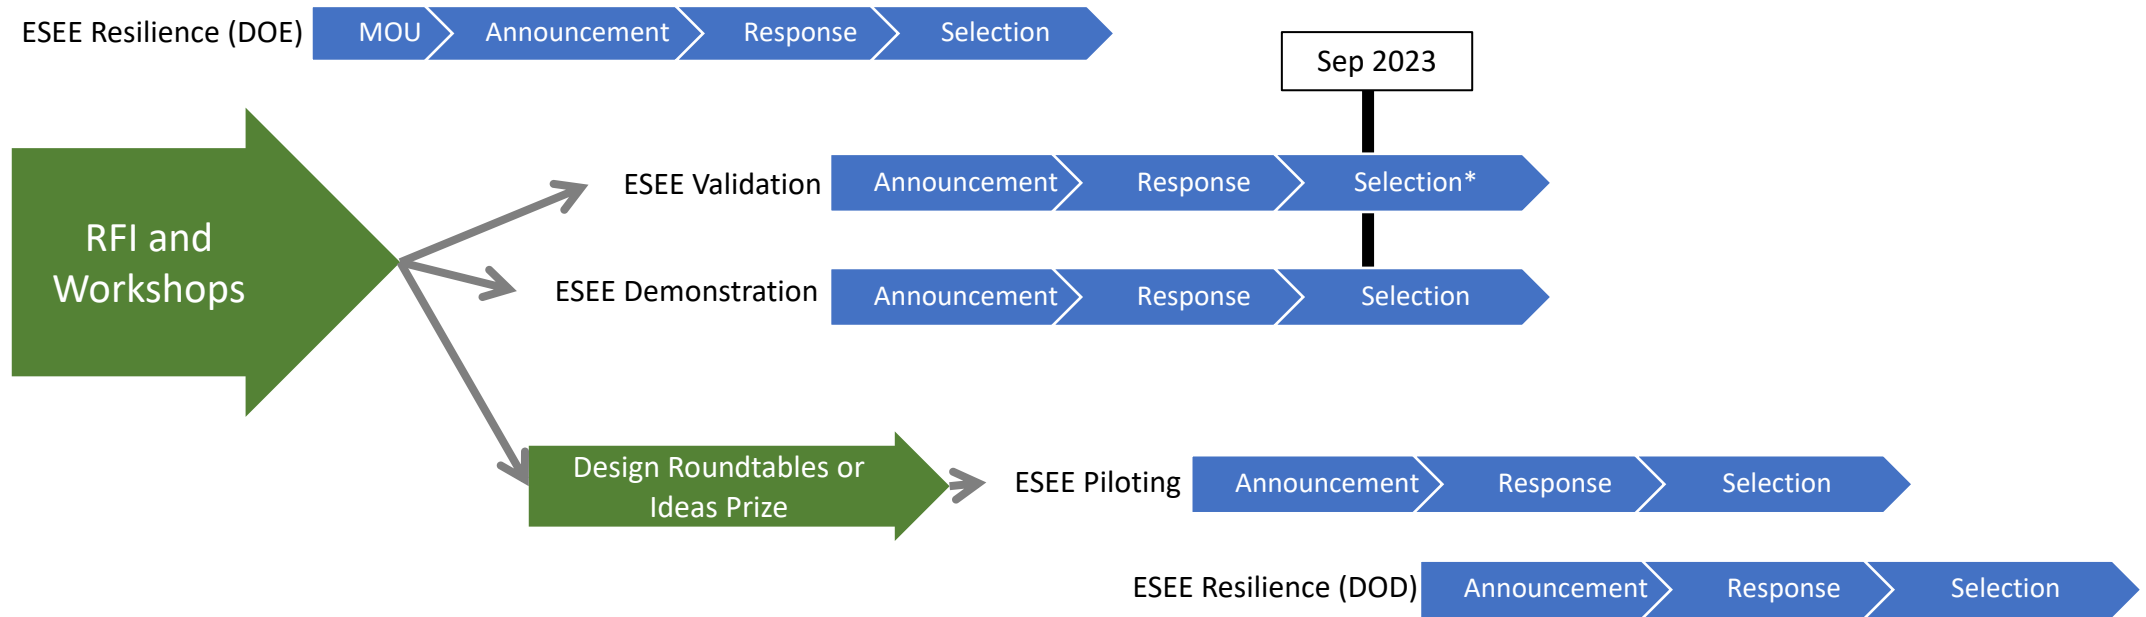 ESEE Resilience (DOE) MOU Announcement Response Selection
Sep 2023
ESEE Validation Announcement Response Selection*
RFI and
Workshops
ESEE Demonstration Announcement Response Selection
Design Roundtables or
Ideas Prize
ESEE Piloting Announcement Response Selection
ESEE Resilience (DOD) Announcement Response Selection